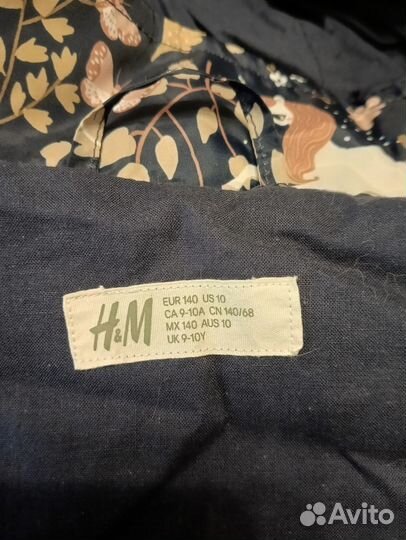 H&M
EUR 140 US 10
CA 9-10A CN 140/68
MX 140 AUS 10
UK 9-10Y
Avito